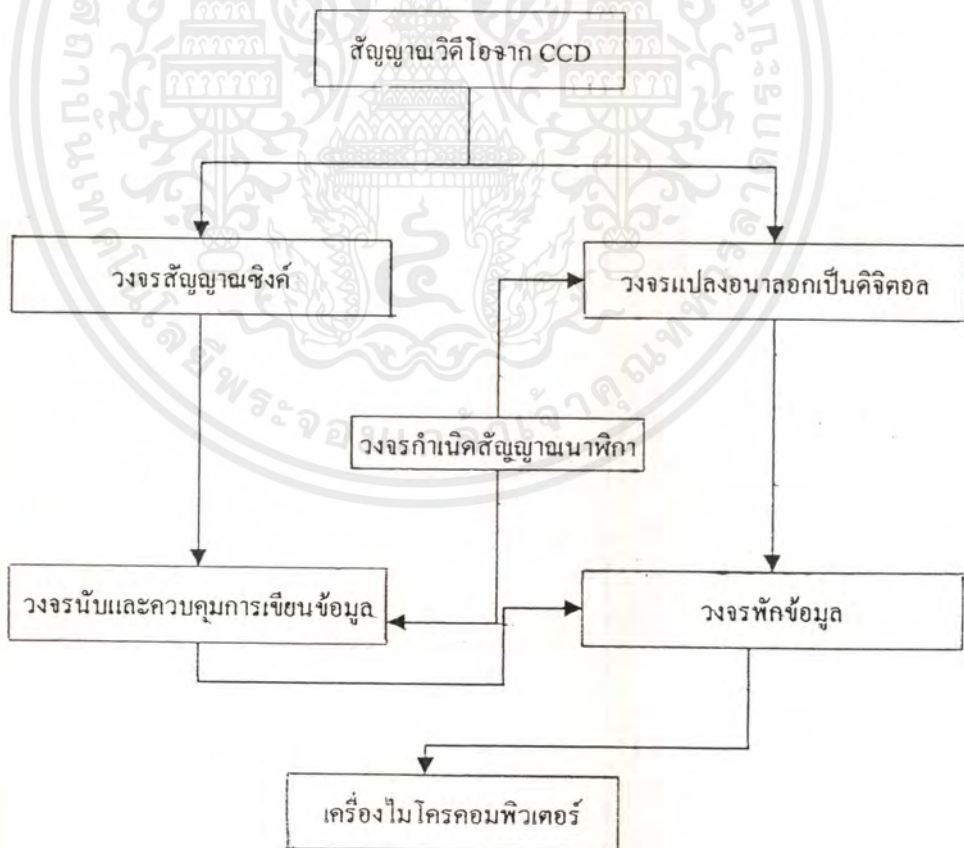 สัญญาณวิดีโอจาก CCD
วงจรสัญญาณซิงค์
วงจรแปลงอนาลอกเป็นดิจิตอล
วงจรกำเนิดสัญญาณนาฬิกา
วงจรนับและควบคุมการเขียนข้อมูล
วงจรพักข้อมูล
เครื่องไมโครคอมพิวเตอร์